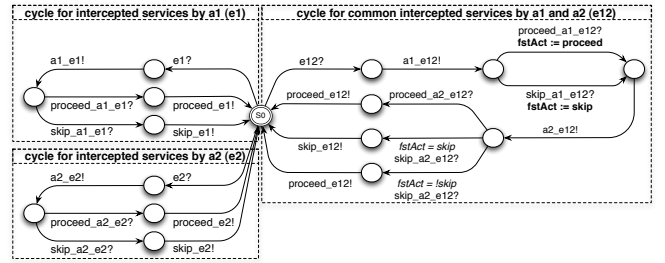 cycle for intercepted services by a1 (e1)
a1_e1!
e1?
proceed_a1_e1?
proceed_e1!
skip_a1_e1?
skip_e1!
cycle for common intercepted services by a1 and a2 (e12)
e12?
a1_e12!
proceed_a1_e12?
fstAct := proceed
skip_a1_e12?
fstAct := skip
a2_e12!
proceed_e12!
proceed_a2_e12?
skip_e12!
fstAct = skip
skip_a2_e12?
proceed_e12!
fstAct = !skip
skip_a2_e12?
S0
cycle for intercepted services by a2 (e2)
a2_e2!
e2?
proceed_a2_e2?
proceed_e2!
skip_a2_e2?
skip_e2!